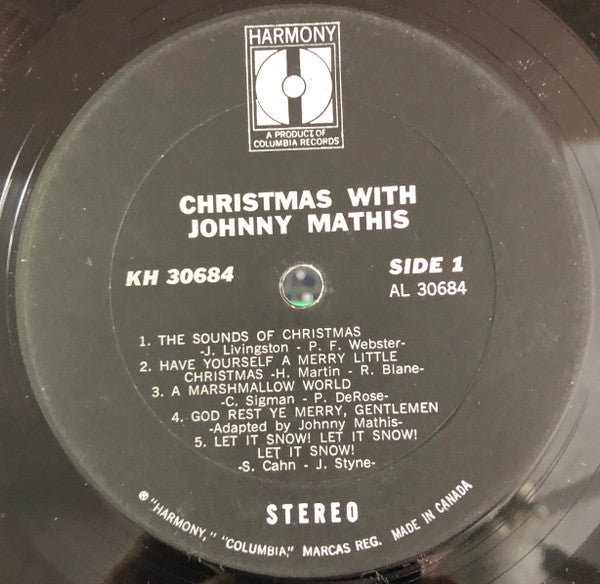 HARMONY
A PRODUCT OF
COLUMBIA RECORDS
CHRISTMAS WITH
JOHNNY MATHIS
KH 30684
SIDE 1
AL 30684
1. THE SOUNDS OF CHRISTMAS
-J. Livingston - P. F. Webster-
2. HAVE YOURSELF A MERRY LITTLE
CHRISTMAS -H. Martin - R. Blane-
3. A MARSHMALLOW WORLD
-C. Sigman - P. DeRose-
4. GOD REST YE MERRY, GENTLEMEN
-Adapted by Johnny Mathis-
5. LET IT SNOW! LET IT SNOW!
LET IT SNOW!
-S. Cahn - J. Styne-
STEREO
® "HARMONY," "COLUMBIA," MARCAS REG. MADE IN CANADA